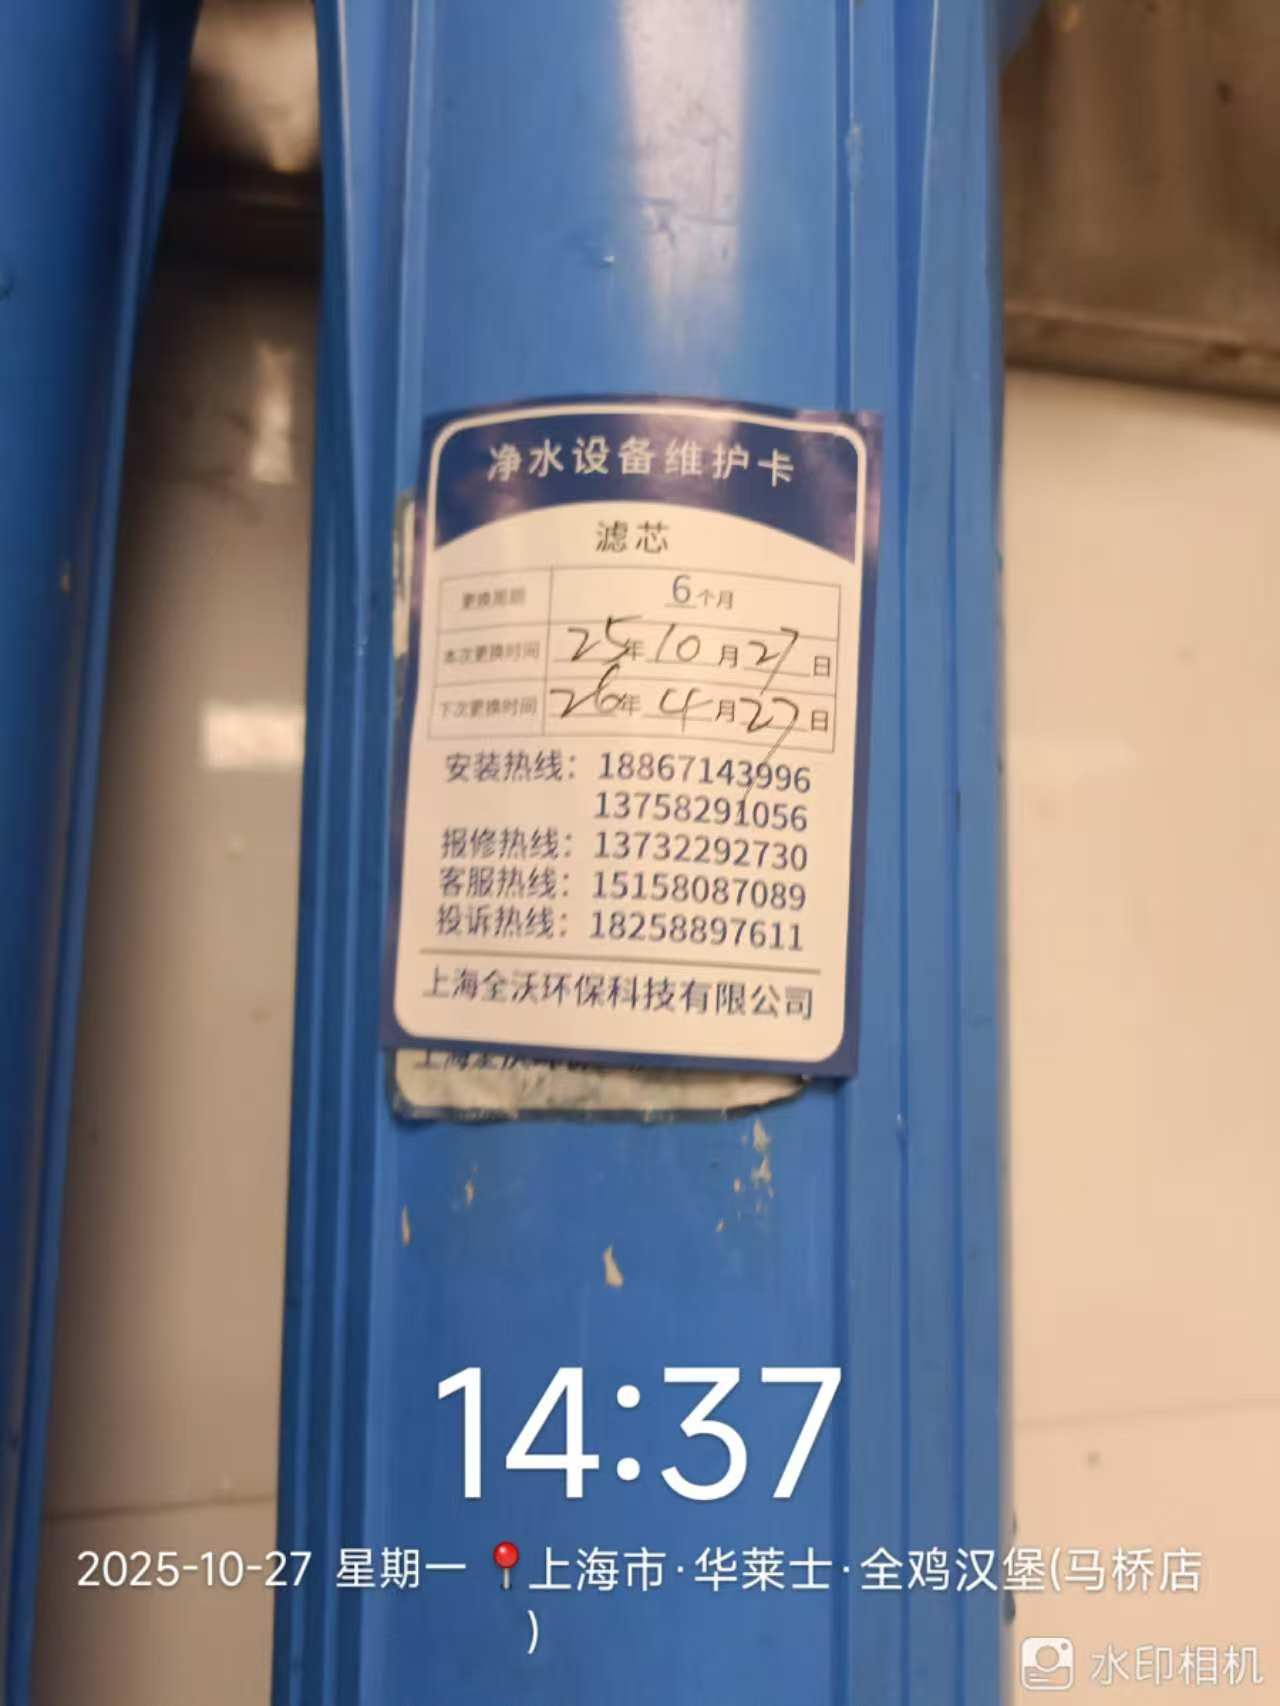 净水设备维护卡
滤芯
更换周期 6个月
本次更换时间 25年10月27日
下次更换时间 26年4月27日
安装热线：18867143996
13758291056
报修热线：13732292730
客服热线：15158087089
投诉热线：18258897611
上海全沃环保科技有限公司
上海全沃环
14:37
2025-10-27 星期一 上海市·华莱士·全鸡汉堡(马桥店
)
水印相机